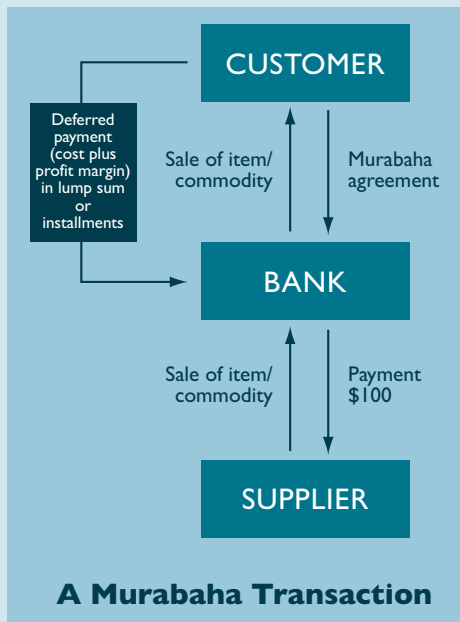 CUSTOMER
Deferred
payment
(cost plus
profit margin)
in lump sum
or
installments
Sale of item/
commodity
Murabaha
agreement
BANK
Sale of item/
commodity
Payment
$100
SUPPLIER
A Murabaha Transaction